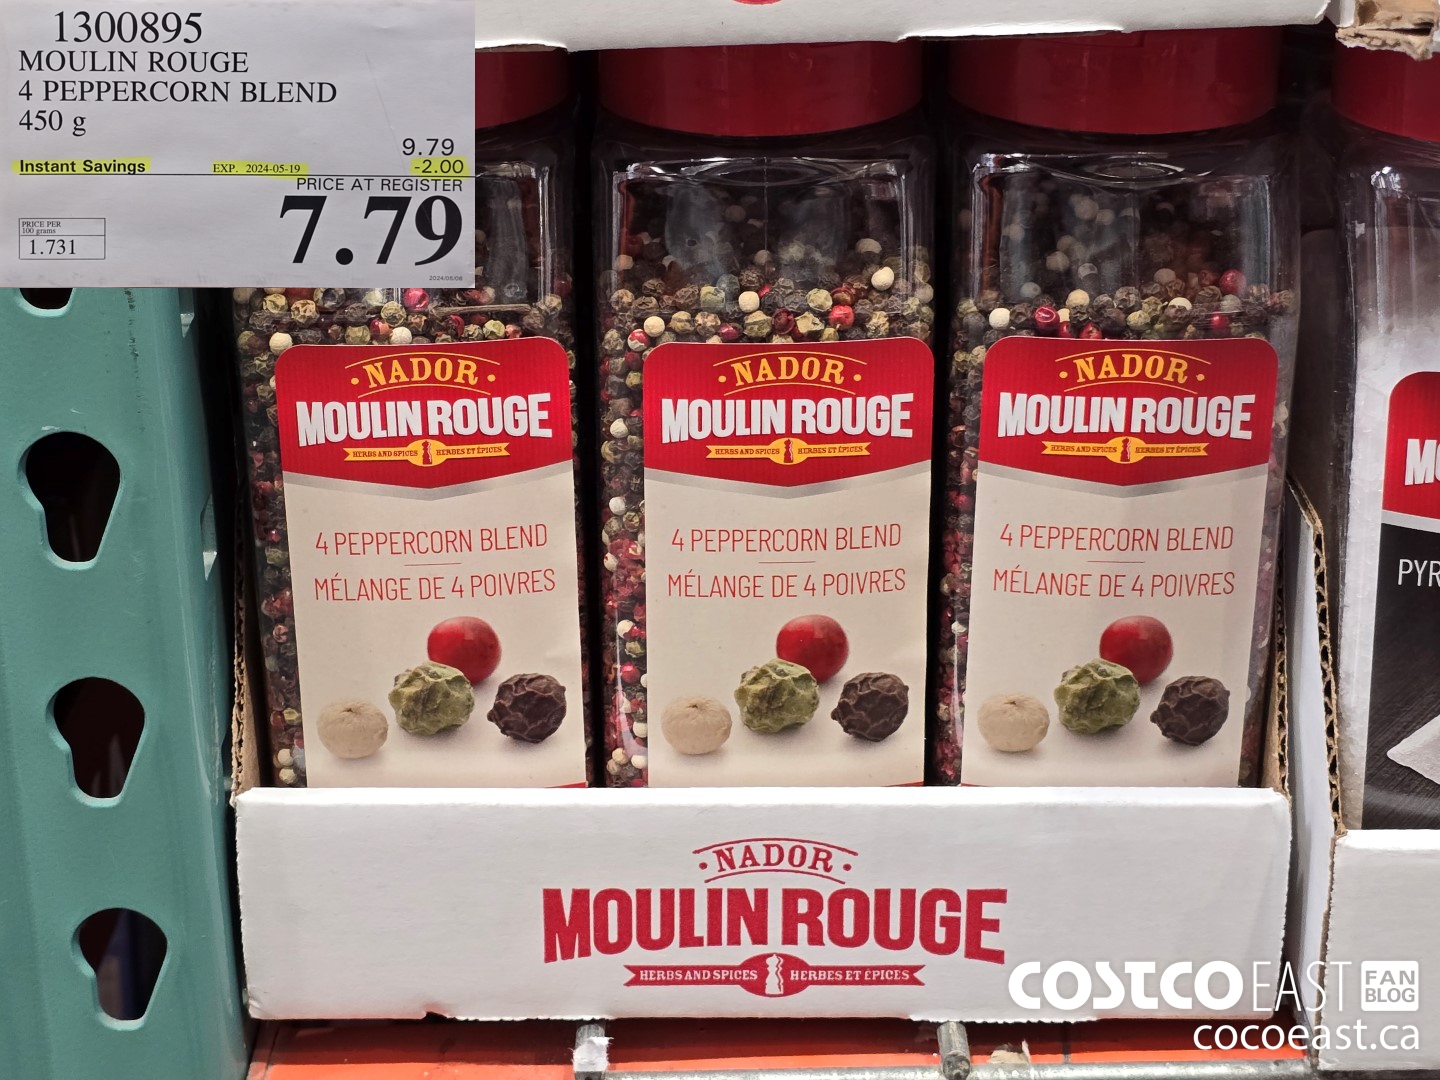 1300895
MOULIN ROUGE
4 PEPPERCORN BLEND
450 g
9.79
Instant Savings EXP. 2024-05-19 -2.00
PRICE AT REGISTER
7.79
PRICE PER
100 grams
1.731
NADOR
MOULIN ROUGE
HERBS AND SPICES HERBES ET ÉPICES
4 PEPPERCORN BLEND
MÉLANGE DE 4 POIVRES
NADOR
MOULIN ROUGE
HERBS AND SPICES HERBES ET ÉPICES
4 PEPPERCORN BLEND
MÉLANGE DE 4 POIVRES
NADOR
MOULIN ROUGE
HERBS AND SPICES HERBES ET ÉPICES
4 PEPPERCORN BLEND
MÉLANGE DE 4 POIVRES
MO
PYR
NADOR
MOULIN ROUGE
HERBS AND SPICES HERBES ET ÉPICES
COSTCO EAST FAN
BLOG
cocoeast.ca